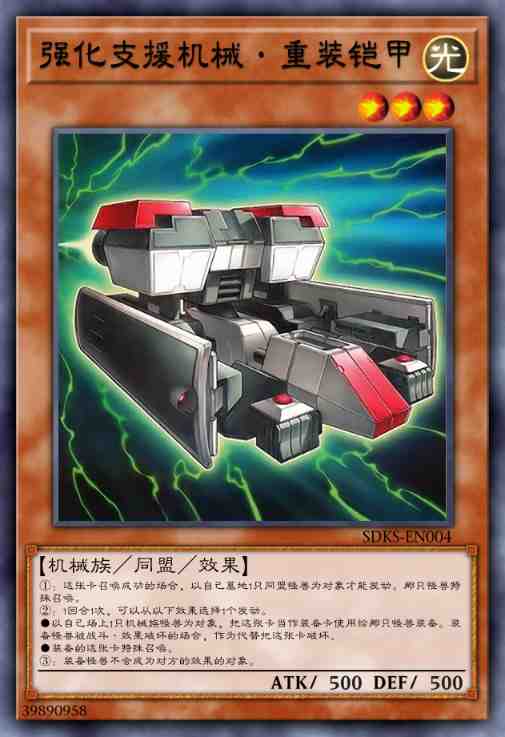 强化支援机械·重装铠甲
光
SDKS-EN004
【机械族／同盟／效果】
①：这张卡召唤成功的场合，以自己墓地1只同盟怪兽为对象才能发动。那只怪兽特
殊召唤。
②：1回合1次，可以从以下效果选择1个发动。
●以自己场上1只机械族怪兽为对象，把这张卡当作装备卡使用给那只怪兽装备。装
备怪兽被战斗·效果破坏的场合，作为代替把这张卡破坏。
●装备的这张卡特殊召唤。
③：装备怪兽不会成为对方的效果的对象。
ATK/ 500 DEF/ 500
39890958